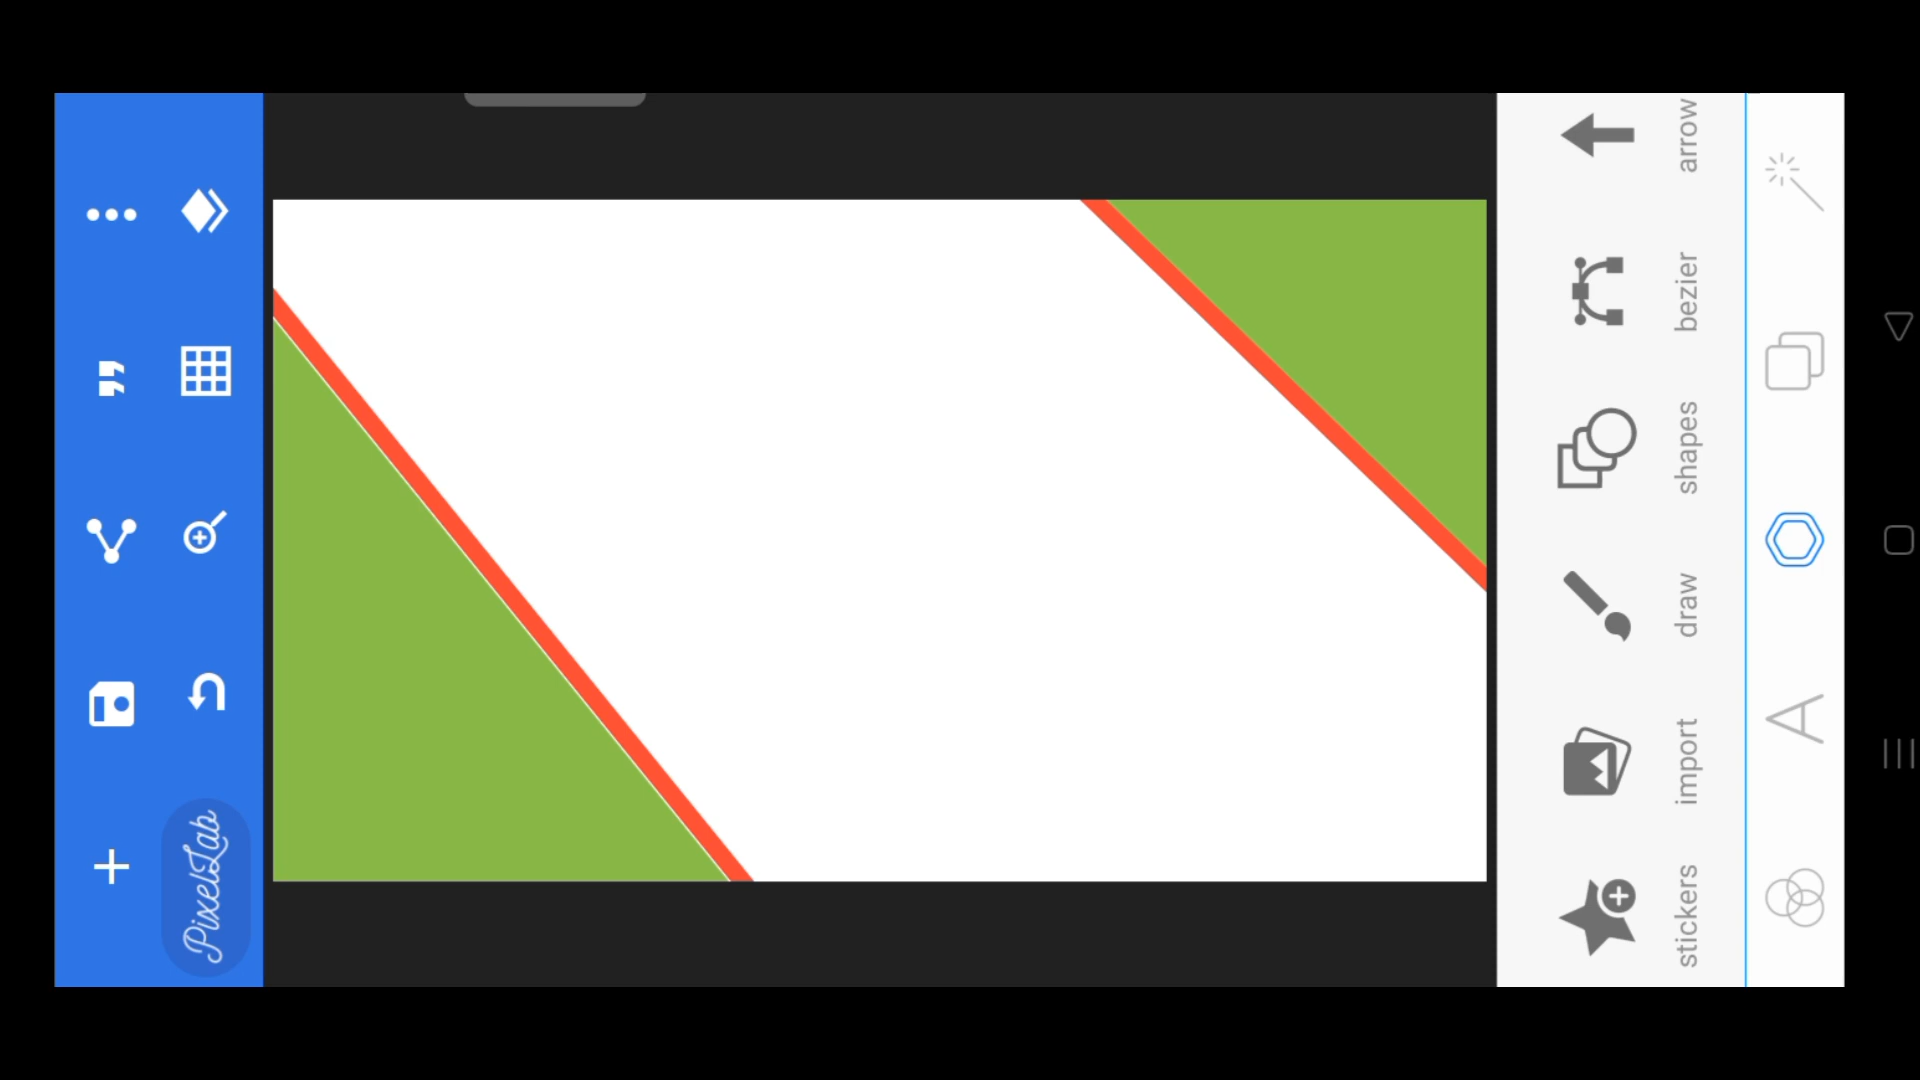 PixelLab
stickers
import
draw
shapes
bezier
arrow